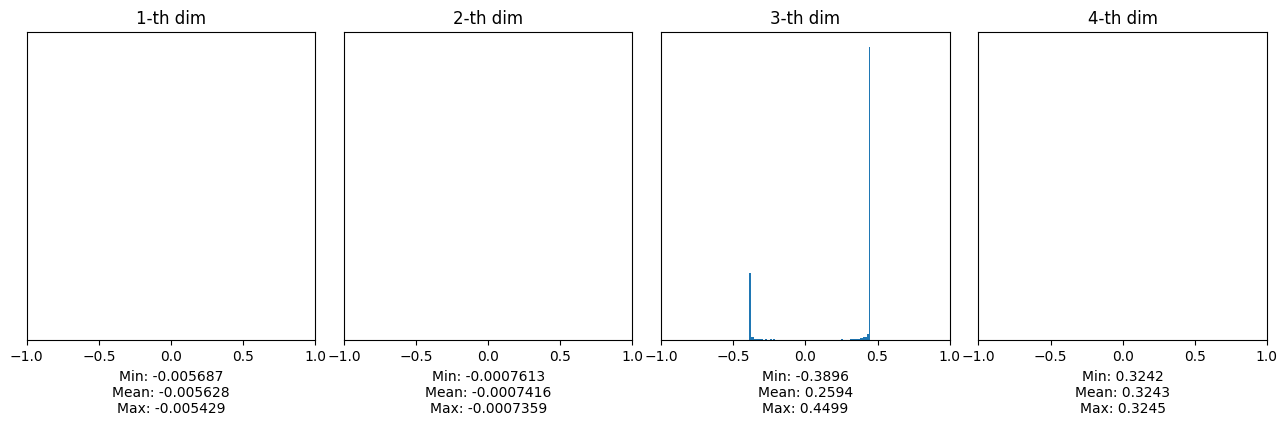 1-th dim
2-th dim
3-th dim
4-th dim
−1.0 −0.5 0.0 0.5 1.0
−1.0 −0.5 0.0 0.5 1.0
−1.0 −0.5 0.0 0.5 1.0
−1.0 −0.5 0.0 0.5 1.0
Min: -0.005687
Mean: -0.005628
Max: -0.005429
Min: -0.0007613
Mean: -0.0007416
Max: -0.0007359
Min: -0.3896
Mean: 0.2594
Max: 0.4499
Min: 0.3242
Mean: 0.3243
Max: 0.3245